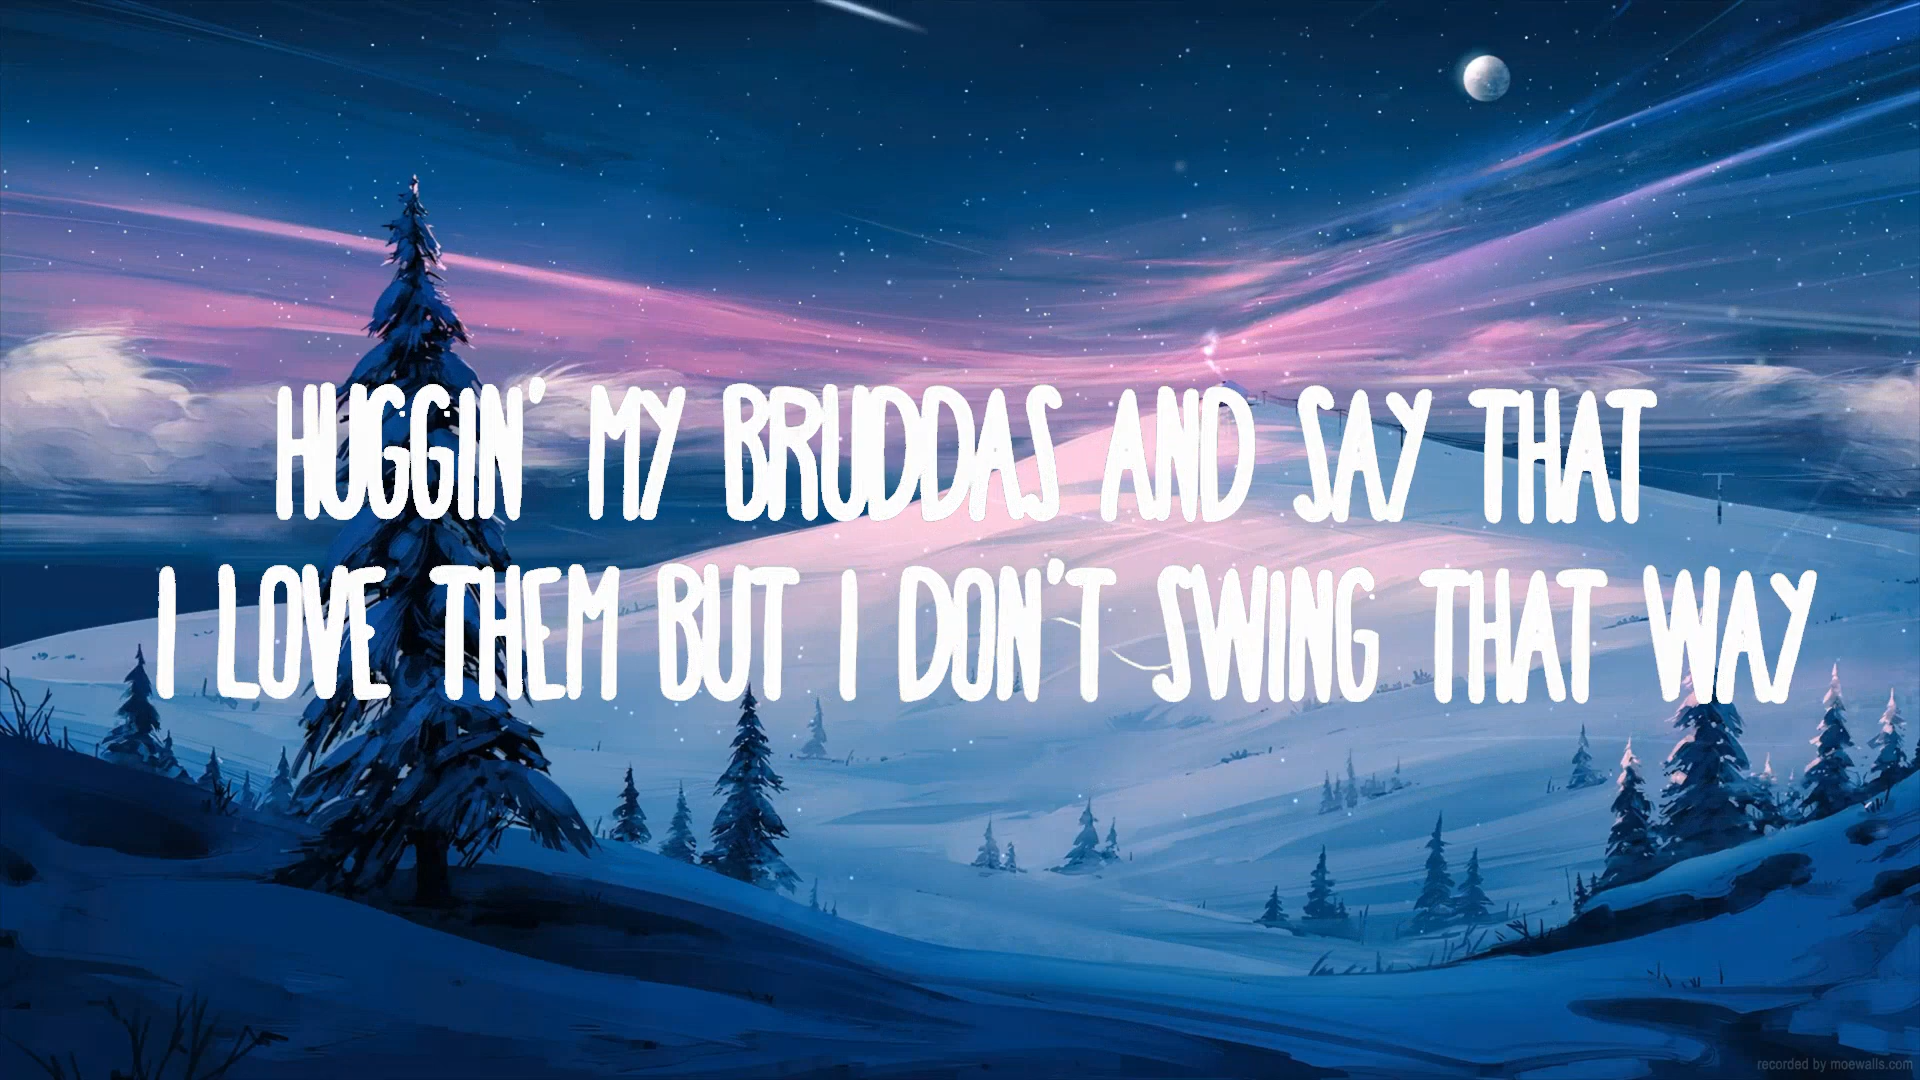 HUGGIN' MY BRUDDAS AND SAY THAT
I LOVE THEM BUT I DON'T SWING THAT WAY
recorded by moewalls.com